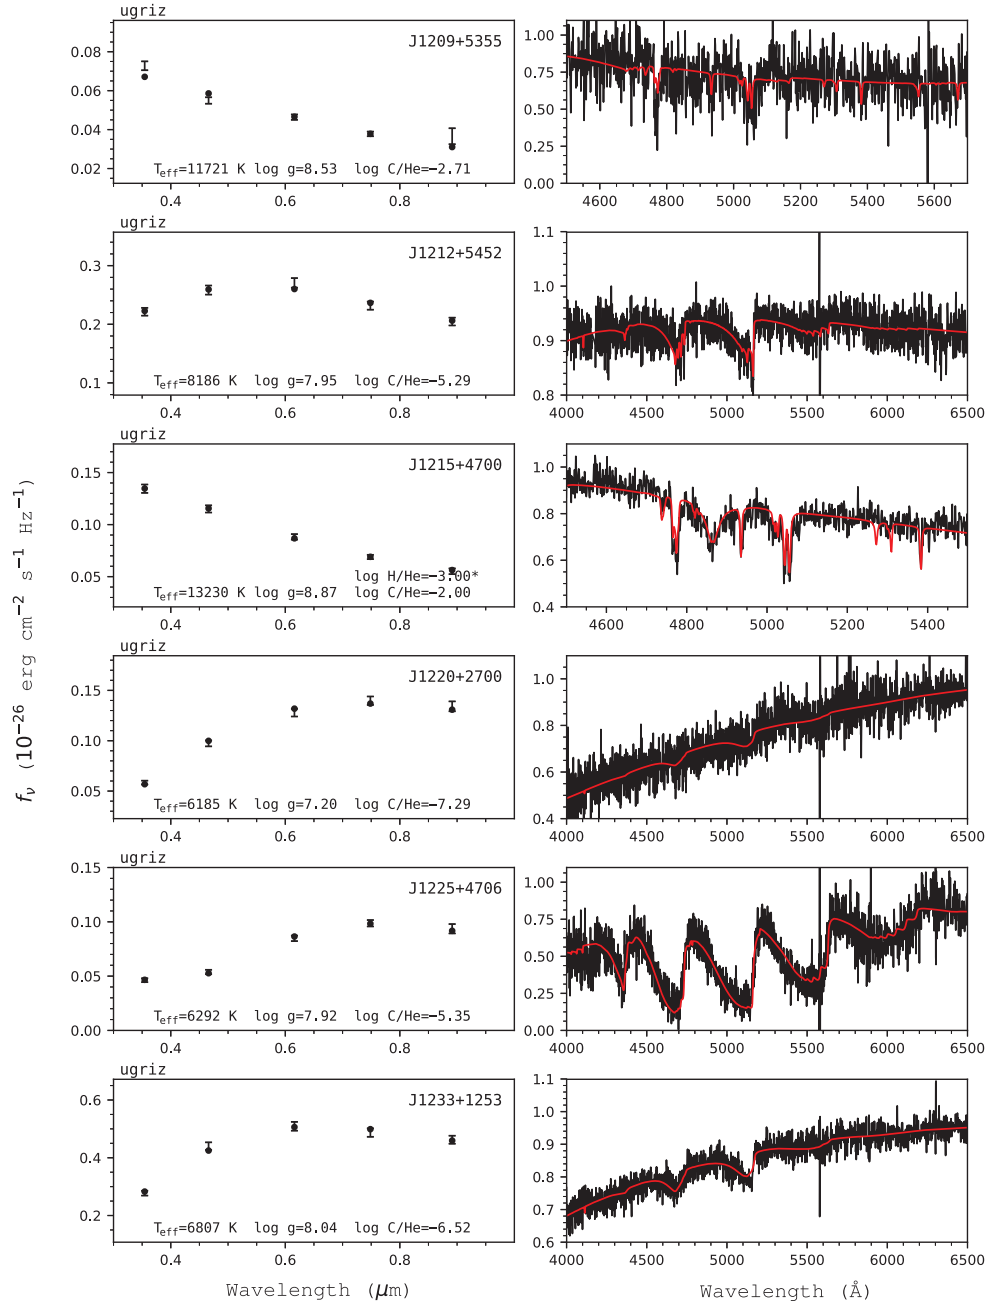 ugriz
J1209+5355
0.08
0.06
0.04
0.02
T_eff=11721 K log g=8.53 log C/He=−2.71
0.4 0.6 0.8
1.00
0.75
0.50
0.25
0.00
4600 4800 5000 5200 5400 5600
ugriz
J1212+5452
0.3
0.2
0.1
T_eff=8186 K log g=7.95 log C/He=−5.29
0.4 0.6 0.8
1.1
1.0
0.9
0.8
4000 4500 5000 5500 6000 6500
ugriz
J1215+4700
0.15
0.10
0.05
log H/He=−3.00*
T_eff=13230 K log g=8.87 log C/He=−2.00
0.4 0.6 0.8
1.0
0.8
0.6
0.4
4600 4800 5000 5200 5400
ugriz
J1220+2700
0.15
0.10
0.05
T_eff=6185 K log g=7.20 log C/He=−7.29
0.4 0.6 0.8
1.0
0.8
0.6
0.4
4000 4500 5000 5500 6000 6500
ugriz
J1225+4706
0.15
0.10
0.05
0.00
T_eff=6292 K log g=7.92 log C/He=−5.35
0.4 0.6 0.8
1.00
0.75
0.50
0.25
0.00
4000 4500 5000 5500 6000 6500
ugriz
J1233+1253
0.6
0.4
0.2
T_eff=6807 K log g=8.04 log C/He=−6.52
0.4 0.6 0.8
1.1
1.0
0.9
0.8
0.7
0.6
4000 4500 5000 5500 6000 6500
f_ν (10⁻²⁶ erg cm⁻² s⁻¹ Hz⁻¹)
Wavelength (μm)
Wavelength (Å)